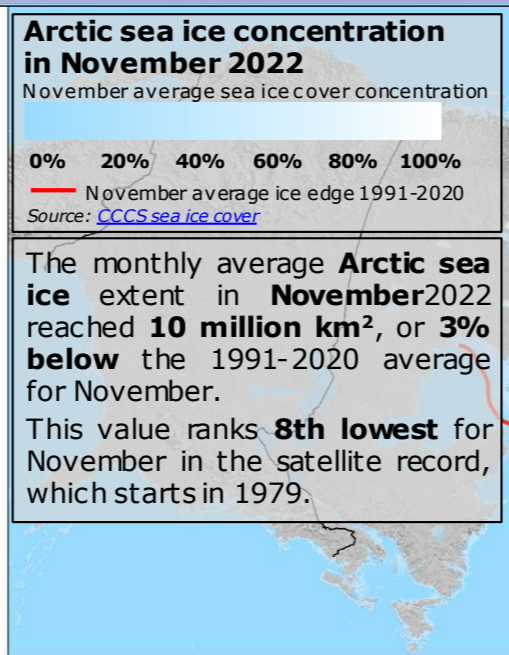 Arctic sea ice concentration
in November 2022
November average sea ice cover concentration
0% 20% 40% 60% 80% 100%
November average ice edge 1991-2020
Source: CCCS sea ice cover
The monthly average Arctic sea
ice extent in November2022
reached 10 million km², or 3%
below the 1991-2020 average
for November.
This value ranks 8th lowest for
November in the satellite record,
which starts in 1979.